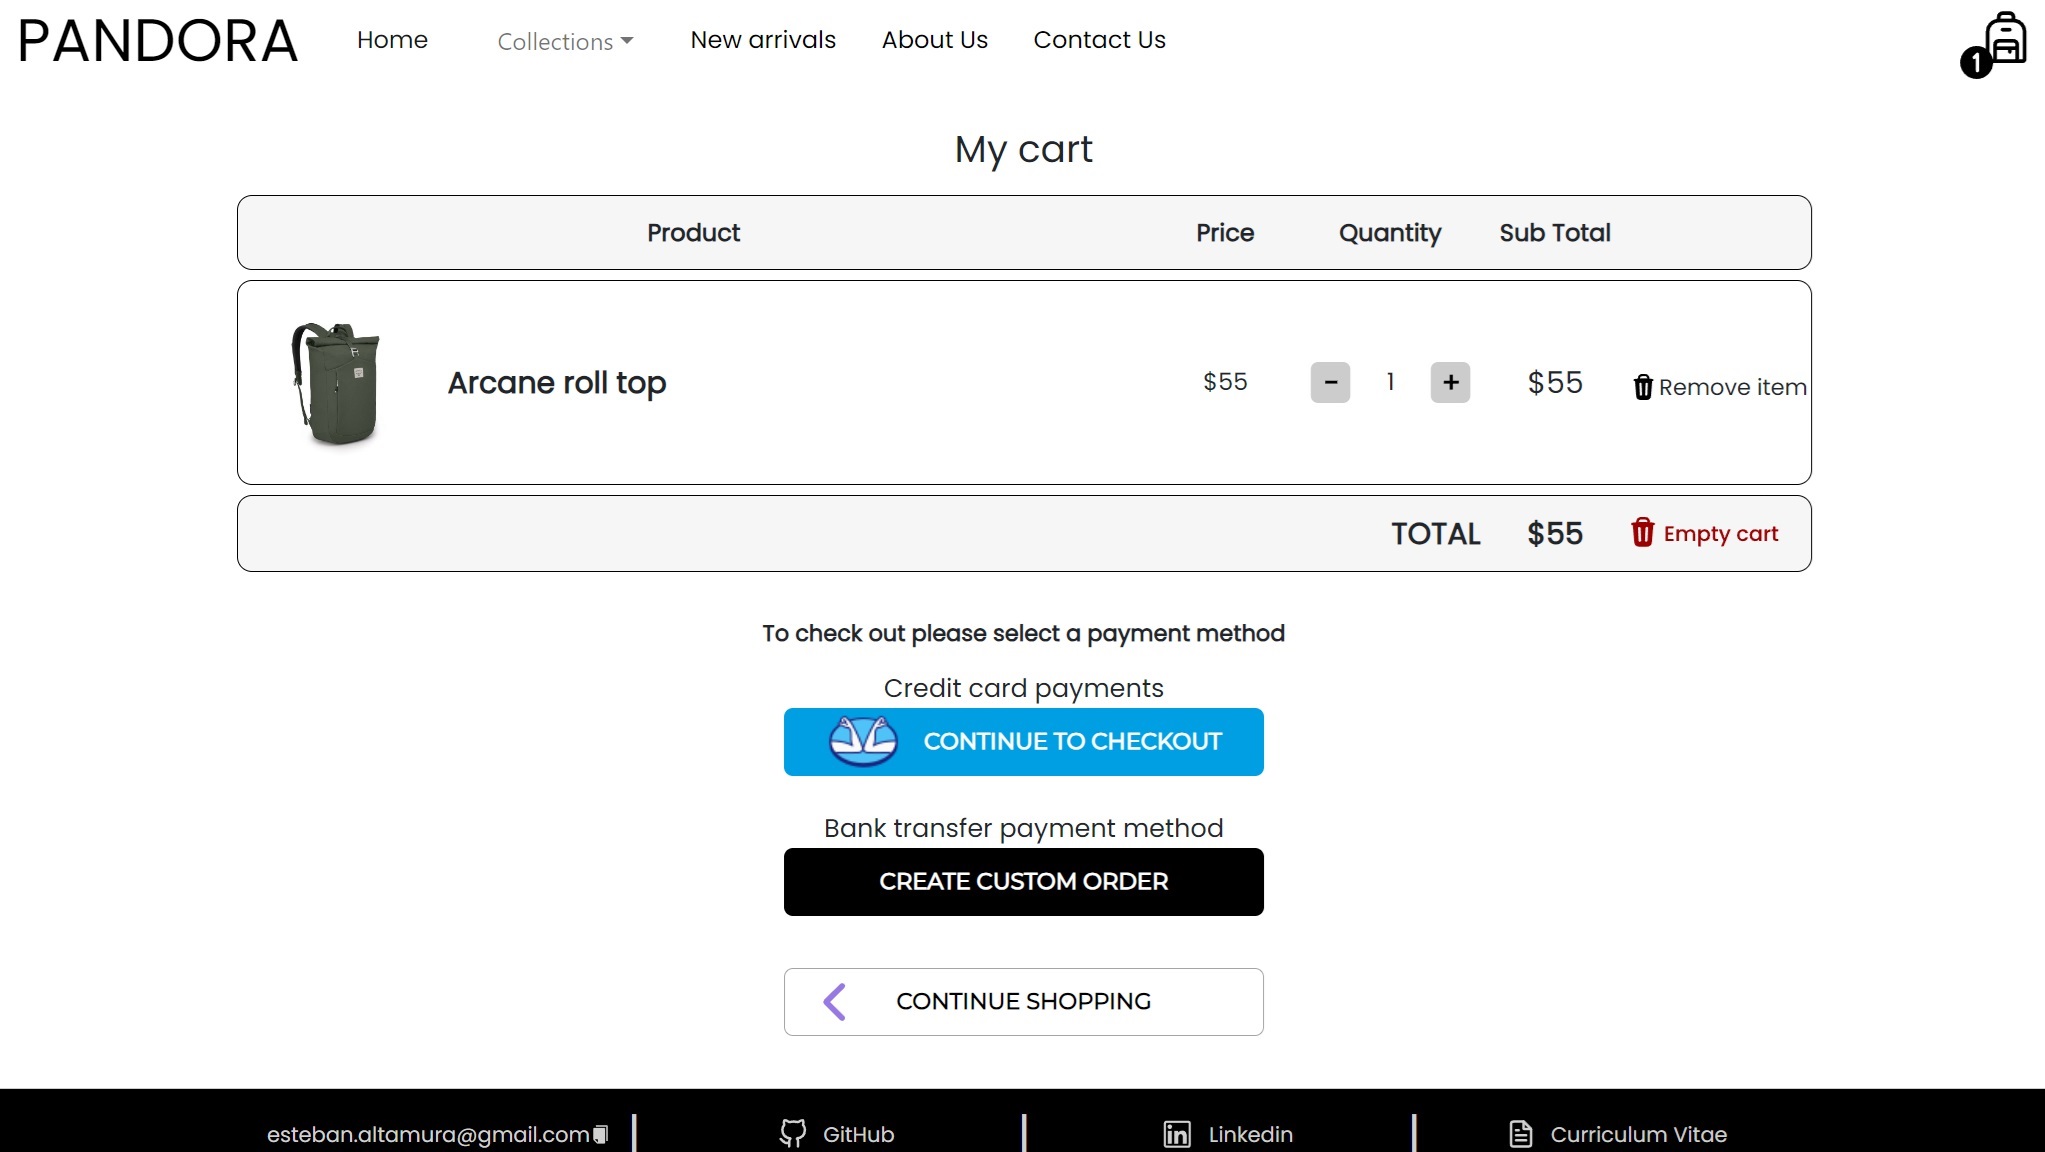 PANDORA Home Collections New arrivals About Us Contact Us
1
My cart
Product Price Quantity Sub Total
Arcane roll top $55 - 1 + $55 Remove item
TOTAL $55 Empty cart
To check out please select a payment method
Credit card payments
CONTINUE TO CHECKOUT
Bank transfer payment method
CREATE CUSTOM ORDER
CONTINUE SHOPPING
esteban.altamura@gmail.com GitHub Linkedin Curriculum Vitae